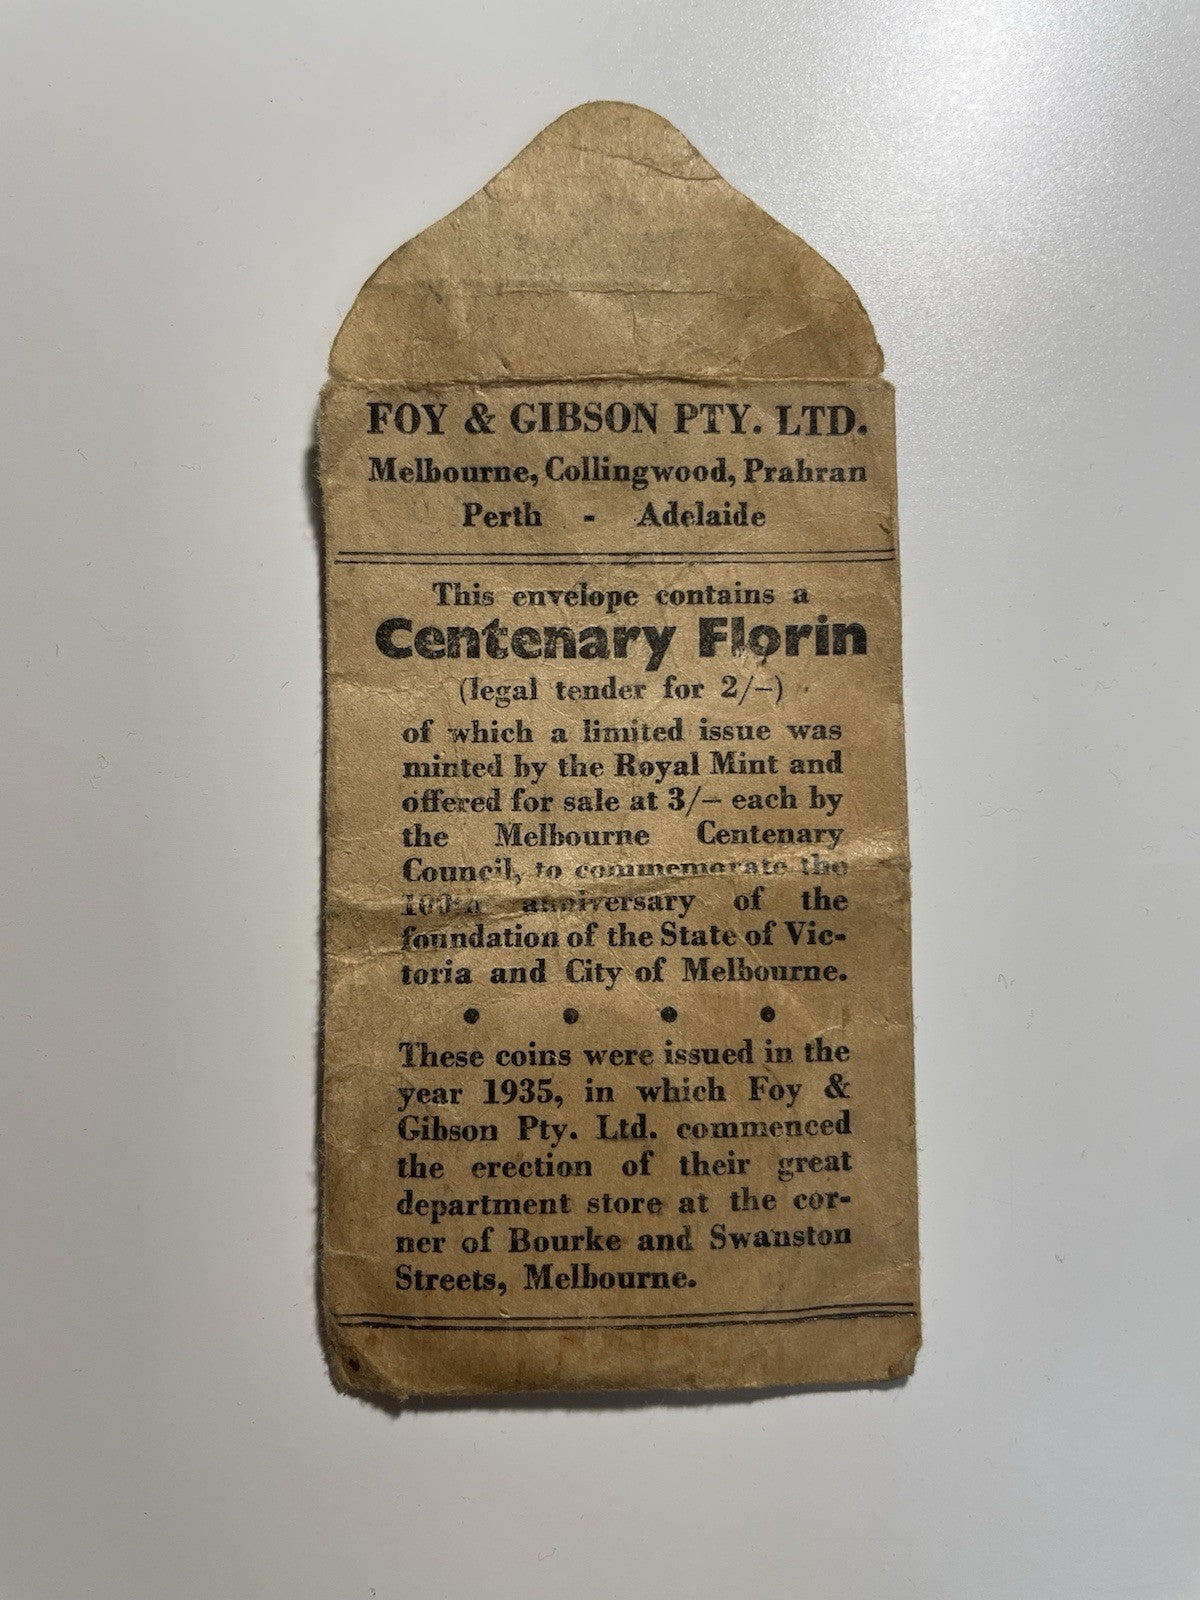 FOY & GIBSON PTY. LTD.
Melbourne, Collingwood, Prahran
Perth - Adelaide
This envelope contains a
Centenary Florin
(legal tender for 2/–)
of which a limited issue was
minted by the Royal Mint and
offered for sale at 3/– each by
the Melbourne Centenary
Council, to commemorate the
100th anniversary of the
foundation of the State of Vic-
toria and City of Melbourne.
• • • •
These coins were issued in the
year 1935, in which Foy &
Gibson Pty. Ltd. commenced
the erection of their great
department store at the cor-
ner of Bourke and Swanston
Streets, Melbourne.